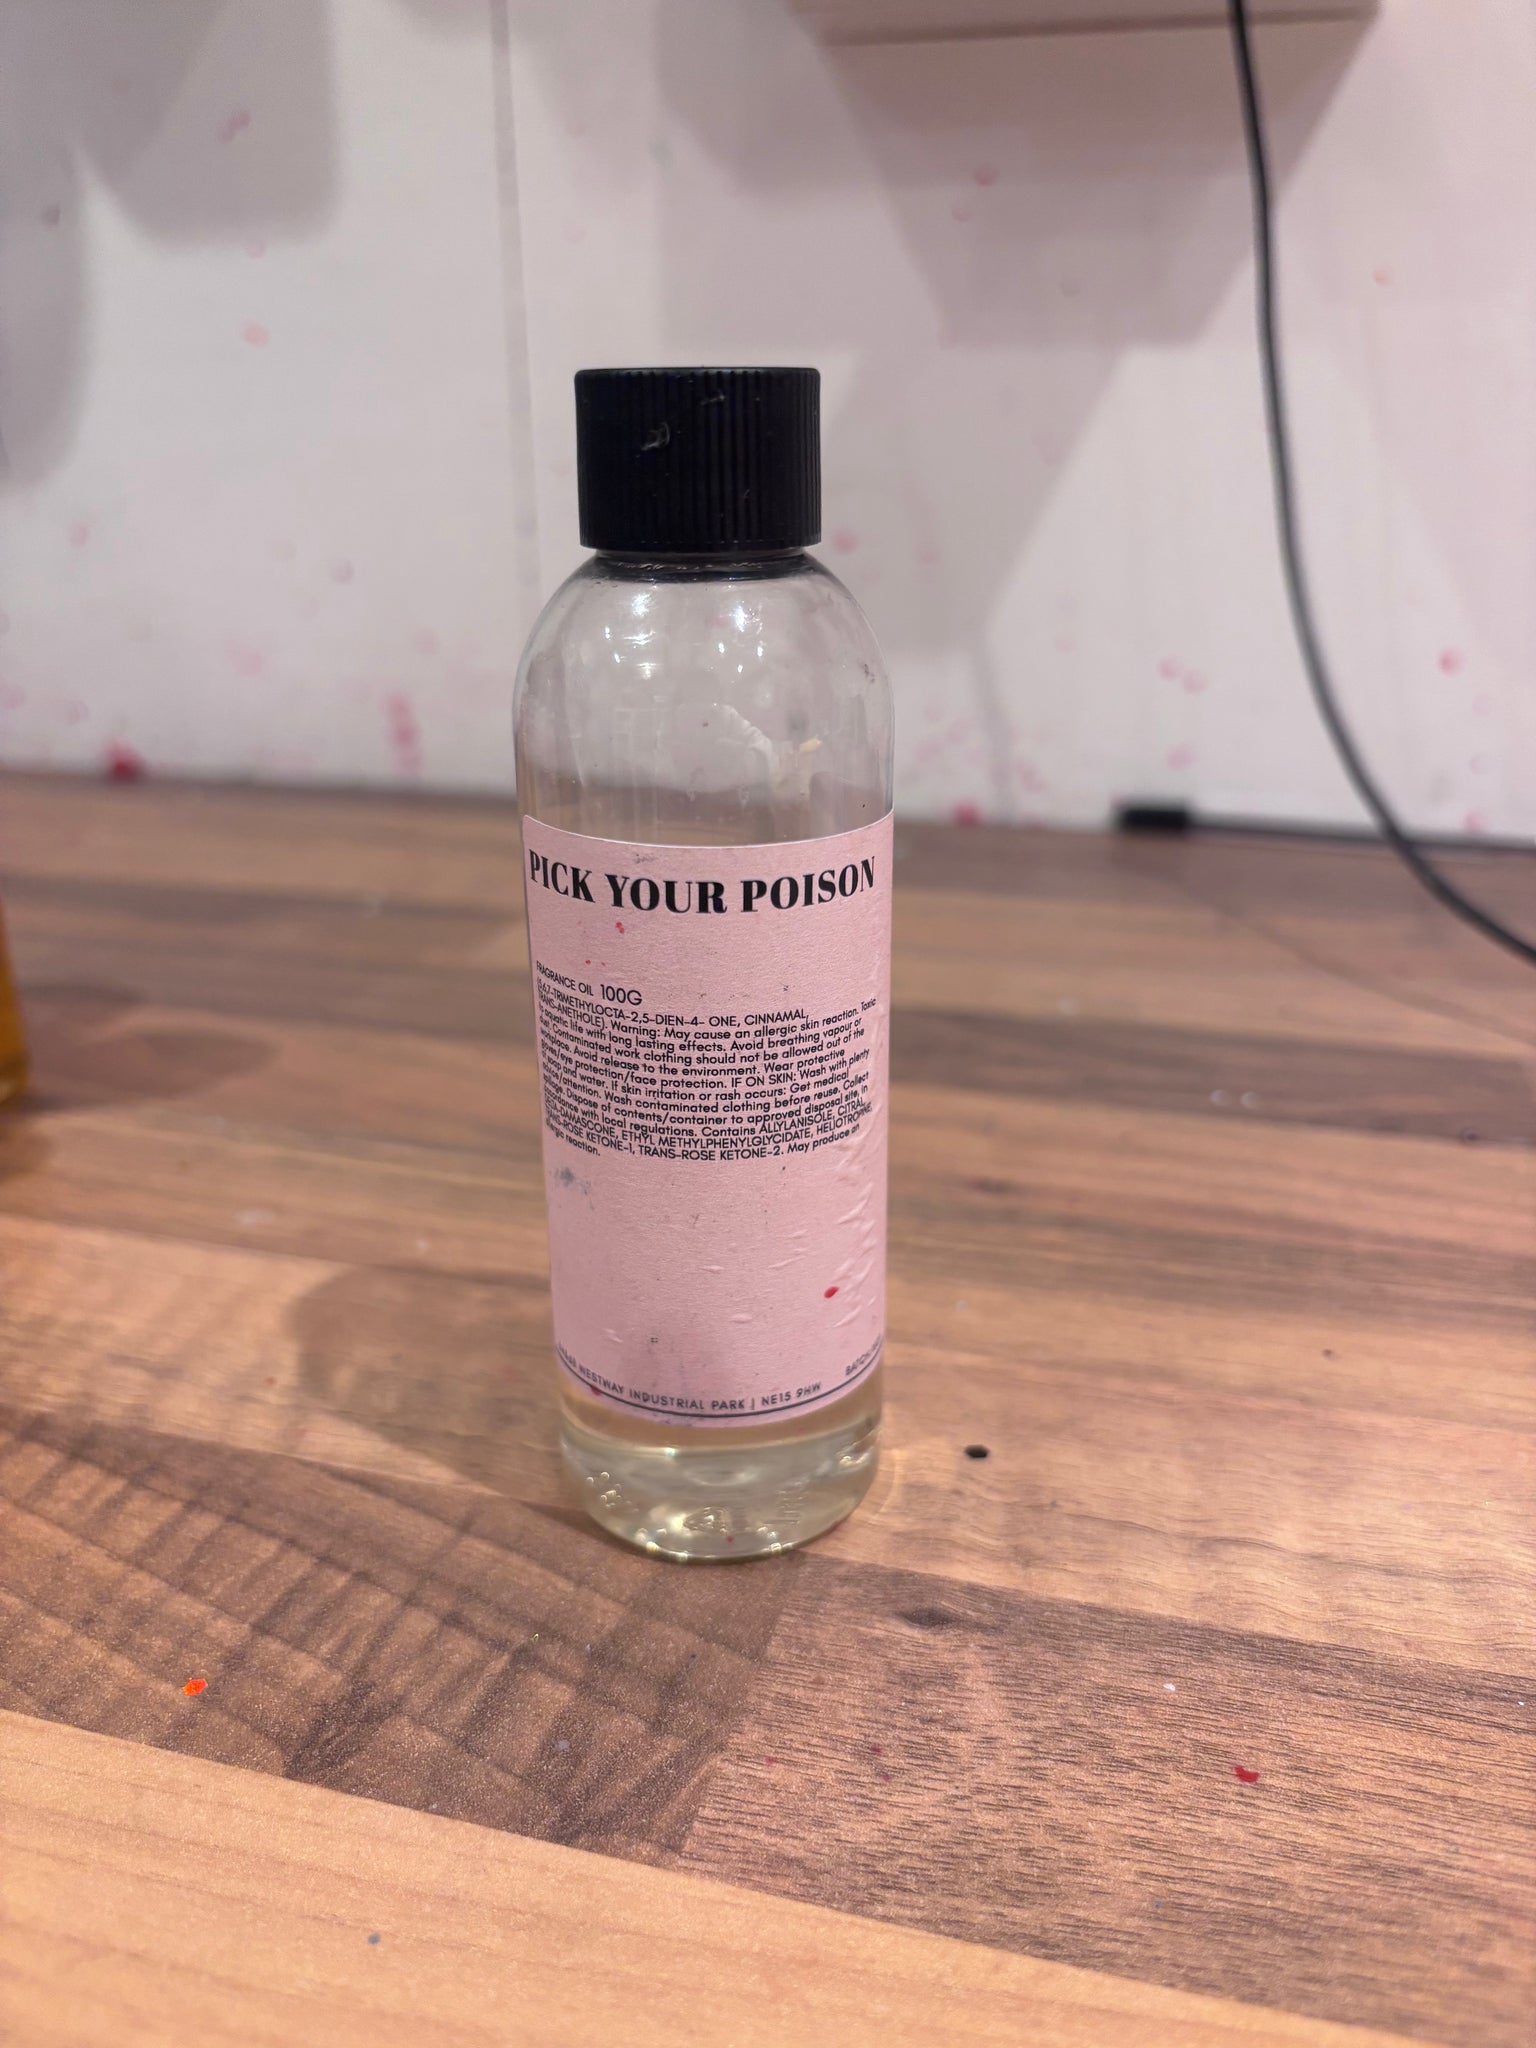 PICK YOUR POISON
FRAGRANCE OIL 100G
TRIMETHYLOCTA-2,5-DIEN-4- ONE, CINNAMAL,
TRANS-ANETHOLE). Warning: May cause an allergic skin reaction. Toxic
to aquatic life with long lasting effects. Avoid breathing vapour or
Contaminated work clothing should not be allowed out of the
workplace. Avoid release to the environment. Wear protective
gloves/eye protection/face protection. IF ON SKIN: Wash with plenty
of soap and water. If skin irritation or rash occurs: Get medical
advice/attention. Wash contaminated clothing before reuse. Collect
spillage. Dispose of contents/container to approved disposal site, in
accordance with local regulations. Contains ALLYLANISOLE, CITRAL,
DAMASCONE, ETHYL METHYLPHENYLGLYCIDATE, HELIOTROPINE,
TRANS-ROSE KETONE-1, TRANS-ROSE KETONE-2. May produce an
allergic reaction.
WESTWAY INDUSTRIAL PARK | NE15 9HW